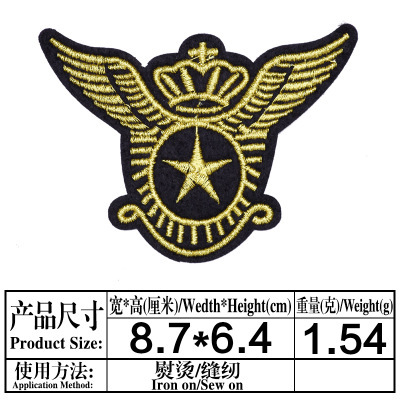 产品尺寸
Product Size:
宽*高(厘米)/Wedth*Height(cm)
8.7*6.4
重量(克)/Weight(g)
1.54
使用方法:
Application Method:
熨烫/缝纫
Iron on/Sew on